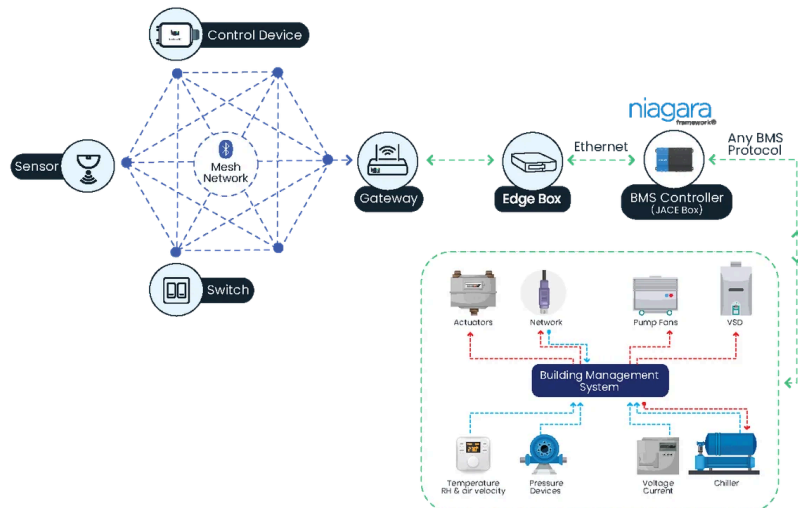 Control Device
niagara
framework®
Sensor
Mesh
Network
Ethernet
Any BMS
Protocol
Gateway
Edge Box
BMS Controller
(JACE Box)
Switch
Actuators
Network
Pump Fans
VSD
Building Management
System
Temperature
RH & air velocity
Pressure
Devices
Voltage
Current
Chiller